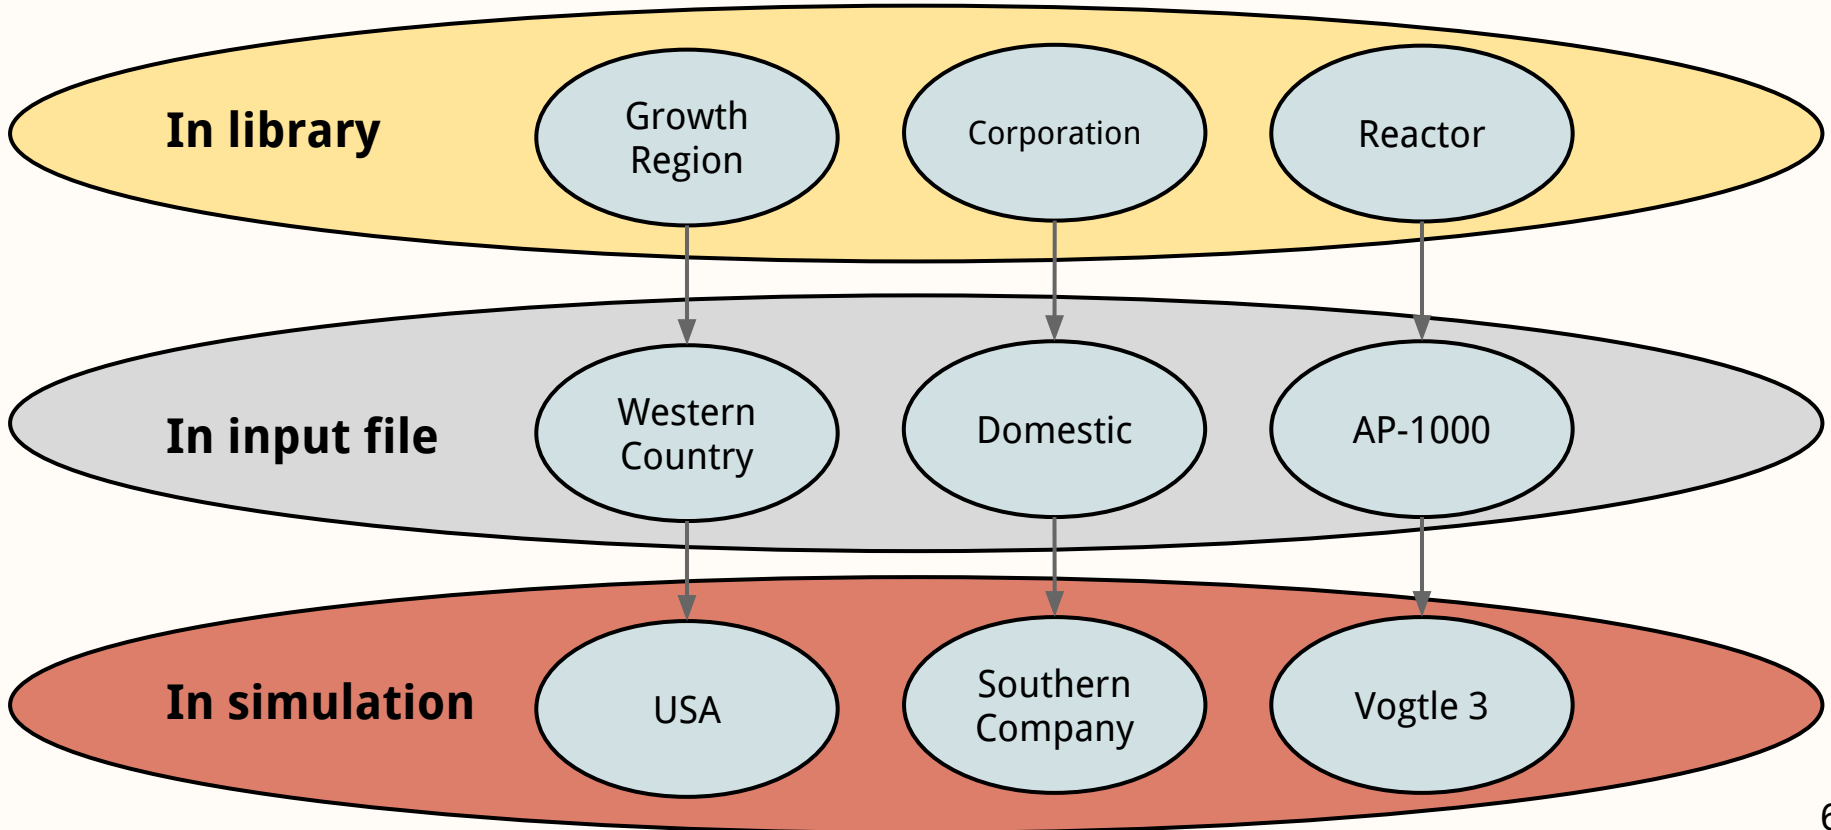 In library
Growth
Region
Corporation
Reactor
In input file
Western
Country
Domestic
AP-1000
In simulation
USA
Southern
Company
Vogtle 3
6